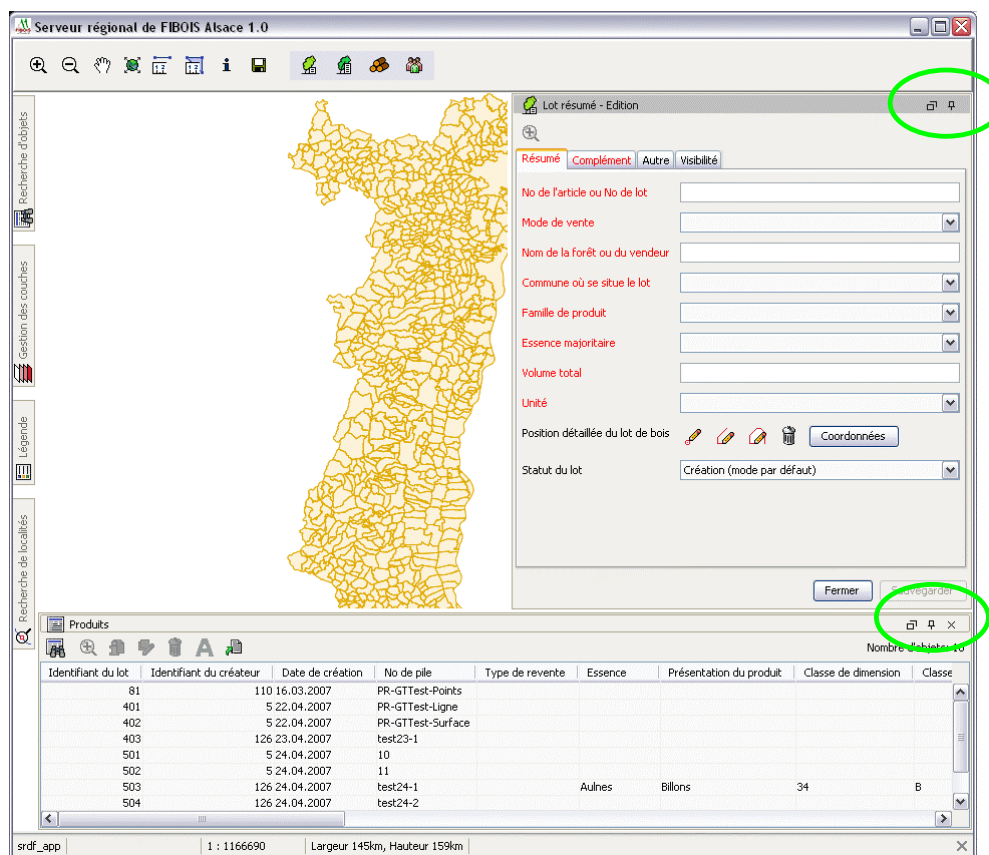 Serveur régional de FIBOIS Alsace 1.0
Recherche d'objets
Gestion des couches
Légende
Recherche de localités
Lot résumé - Edition
Résumé Complément Autre Visibilité
No de l'article ou No de lot
Mode de vente
Nom de la forêt ou du vendeur
Commune où se situe le lot
Famille de produit
Essence majoritaire
Volume total
Unité
Position détaillée du lot de bois Coordonnées
Statut du lot Création (mode par défaut)
Fermer Sauvegarder
Produits
Nombre d'objets: 16
Identifiant du lot Identifiant du créateur Date de création No de pile Type de revente Essence Présentation du produit Classe de dimension Classe
81 110 16.03.2007 PR-GTTest-Points
401 5 22.04.2007 PR-GTTest-Ligne
402 5 22.04.2007 PR-GTTest-Surface
403 126 23.04.2007 test23-1
501 5 24.04.2007 10
502 5 24.04.2007 11
503 126 24.04.2007 test24-1 Aulnes Billons 34 B
504 126 24.04.2007 test24-2
srdf_app 1 : 1166690 Largeur 145km, Hauteur 159km